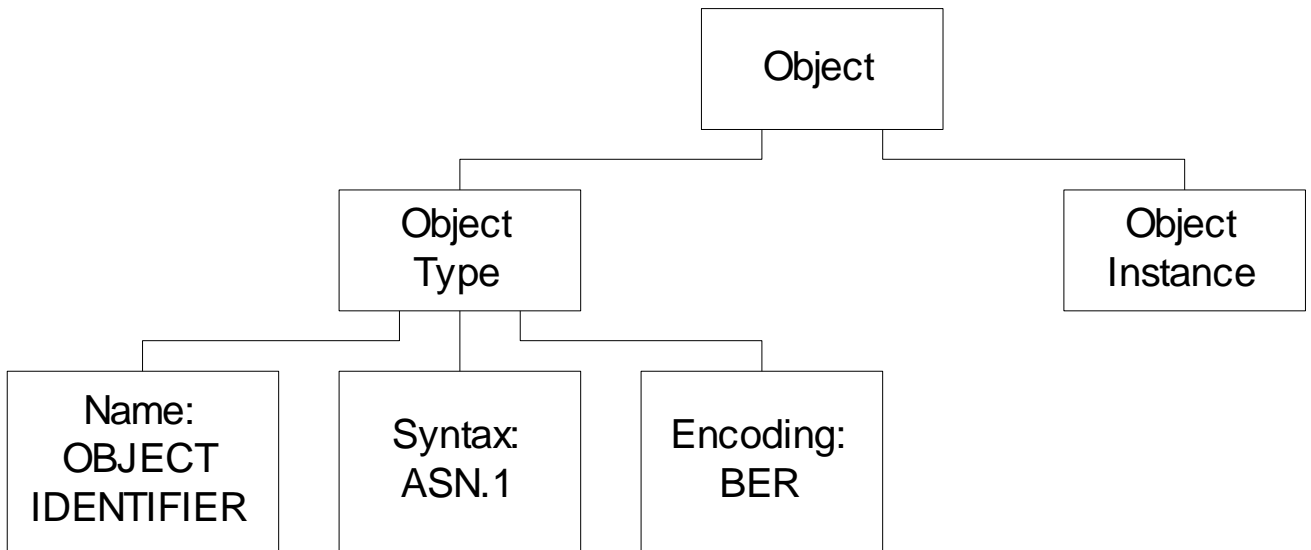 Object
Object
Type
Object
Instance
Name:
OBJECT
IDENTIFIER
Syntax:
ASN.1
Encoding:
BER